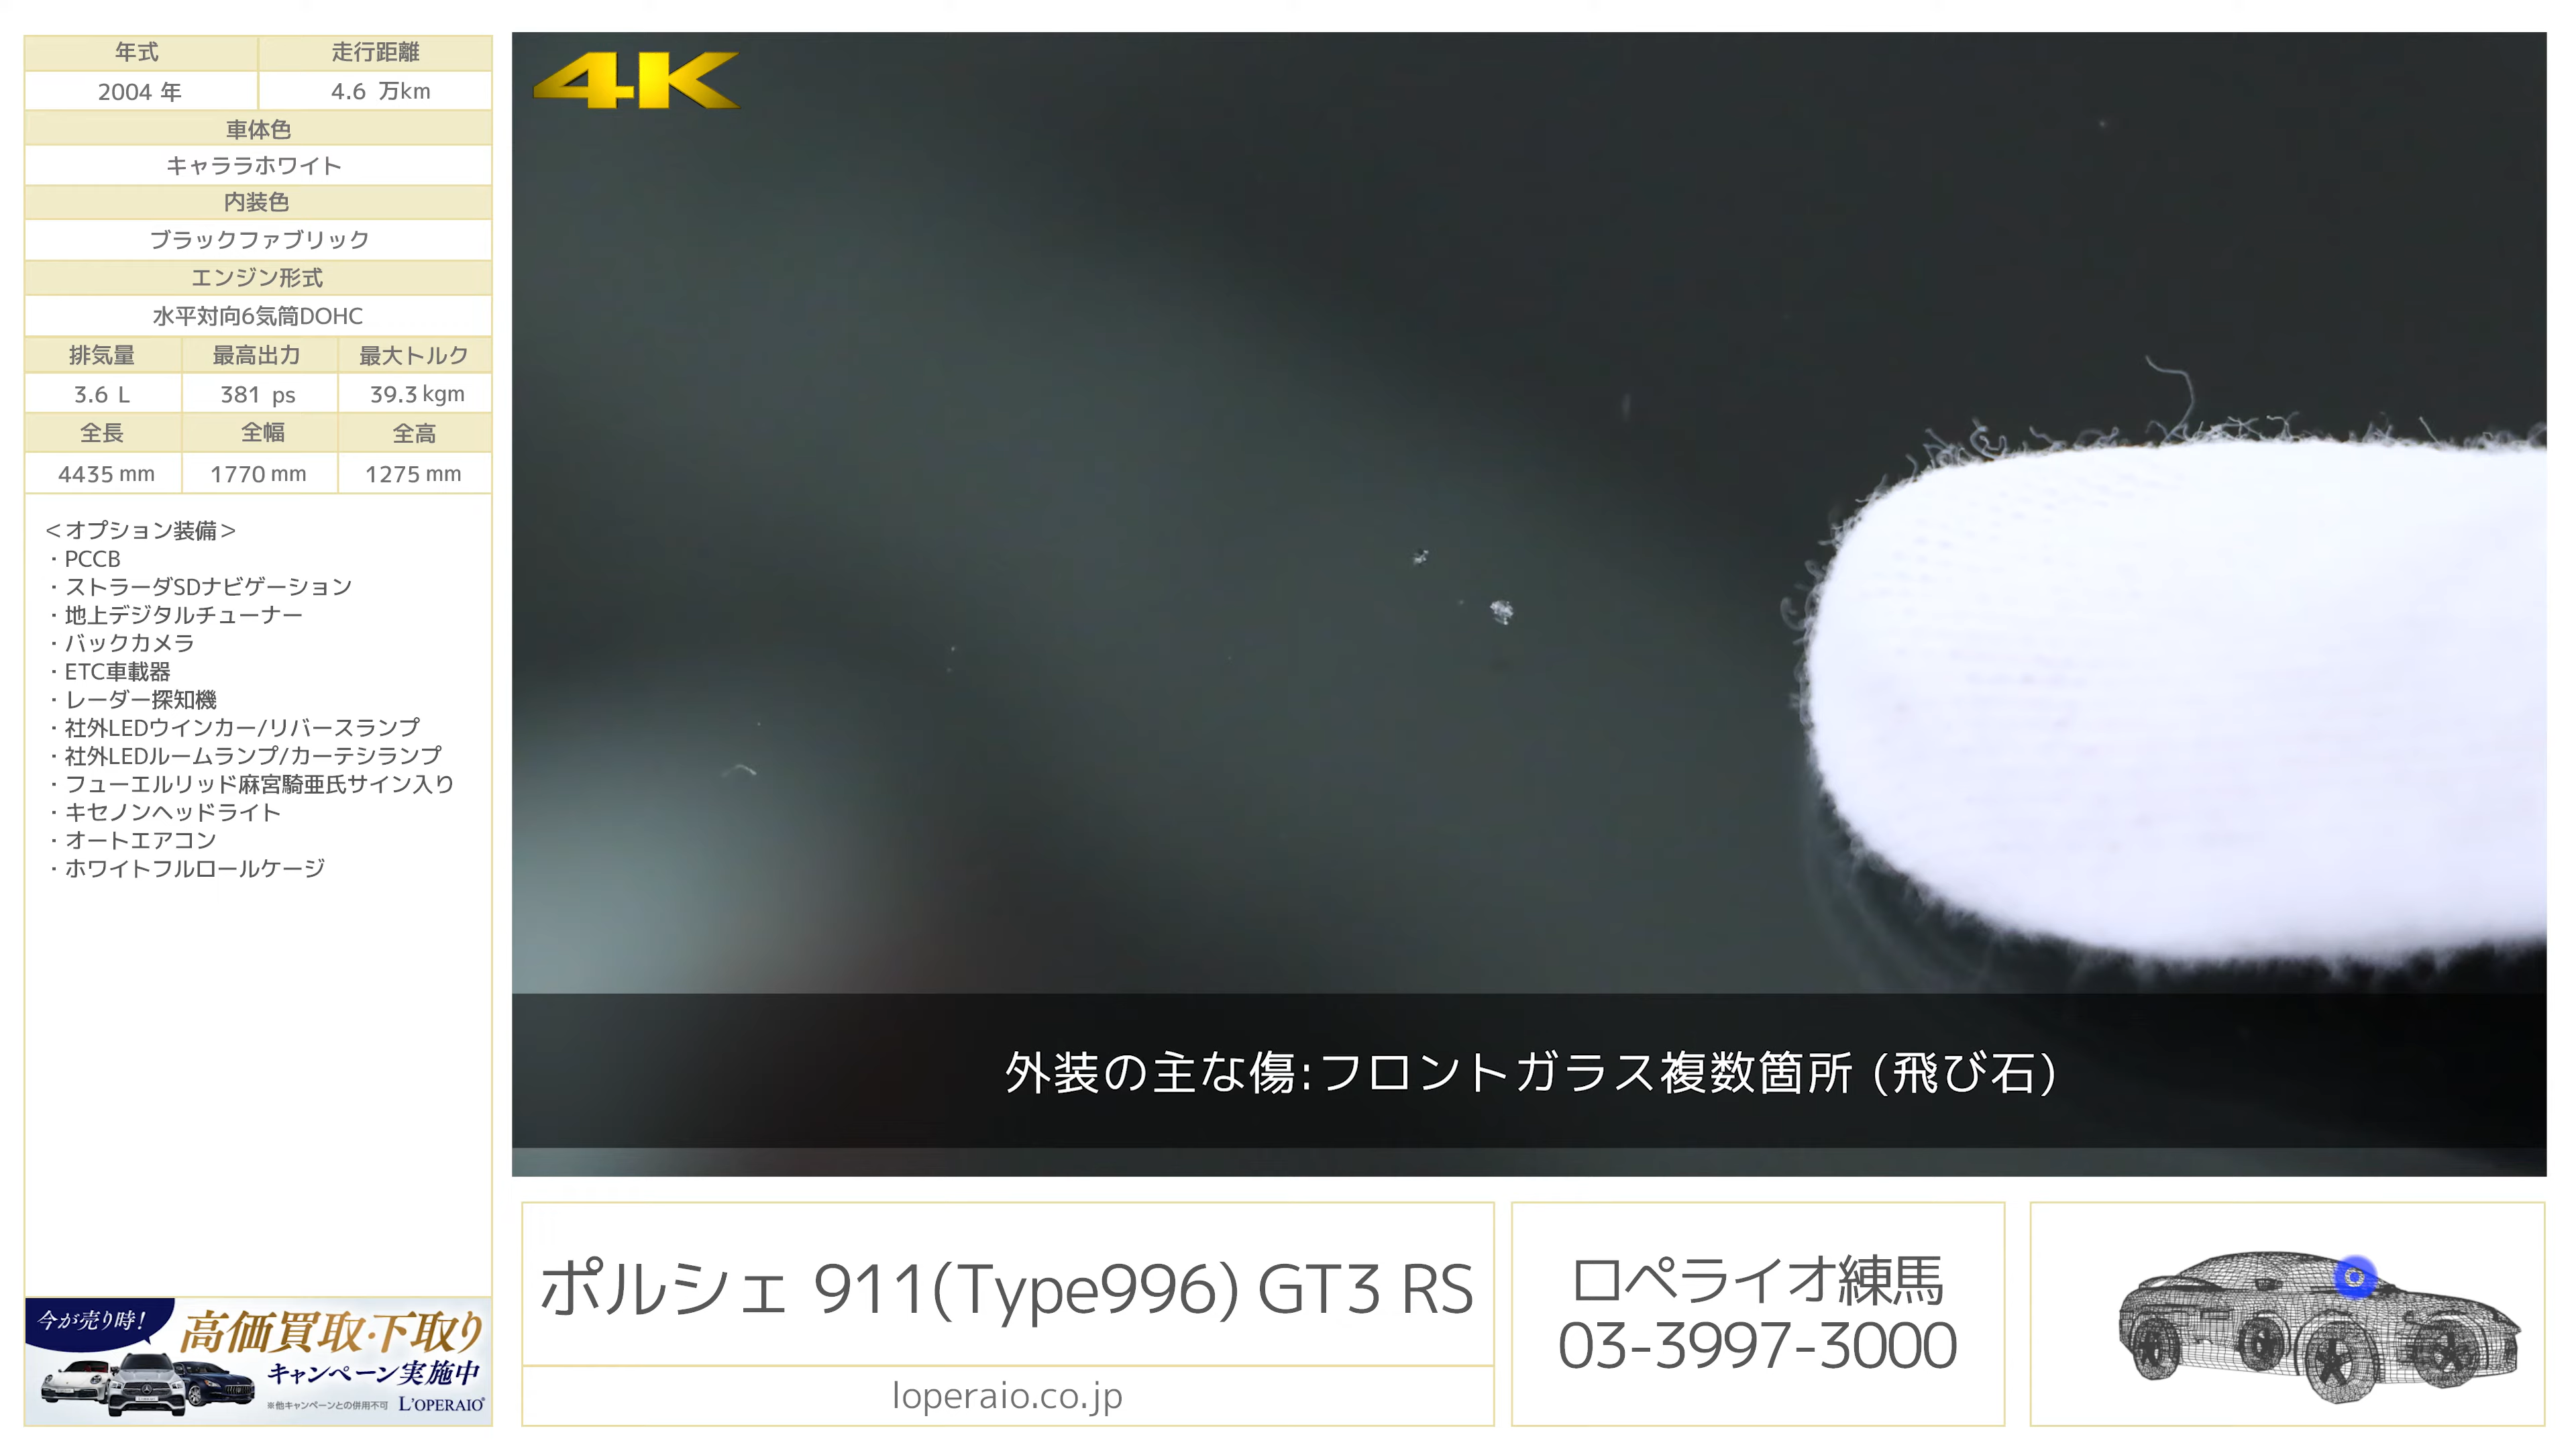 年式 走行距離
2004 年 4.6 万km
車体色
キャララホワイト
内装色
ブラックファブリック
エンジン形式
水平対向6気筒DOHC
排気量 最高出力 最大トルク
3.6 L 381 ps 39.3 kgm
全長 全幅 全高
4435 mm 1770 mm 1275 mm
＜オプション装備＞
・PCCB
・ストラーダSDナビゲーション
・地上デジタルチューナー
・バックカメラ
・ETC車載器
・レーダー探知機
・社外LEDウインカー/リバースランプ
・社外LEDルームランプ/カーテシランプ
・フューエルリッド麻宮騎亜氏サイン入り
・キセノンヘッドライト
・オートエアコン
・ホワイトフルロールケージ
今が売り時！
高価買取・下取り
キャンペーン実施中
※他キャンペーンとの併用不可 L'OPERAIO
4K
外装の主な傷:フロントガラス複数箇所 (飛び石)
ポルシェ 911(Type996) GT3 RS
loperaio.co.jp
ロペライオ練馬
03-3997-3000